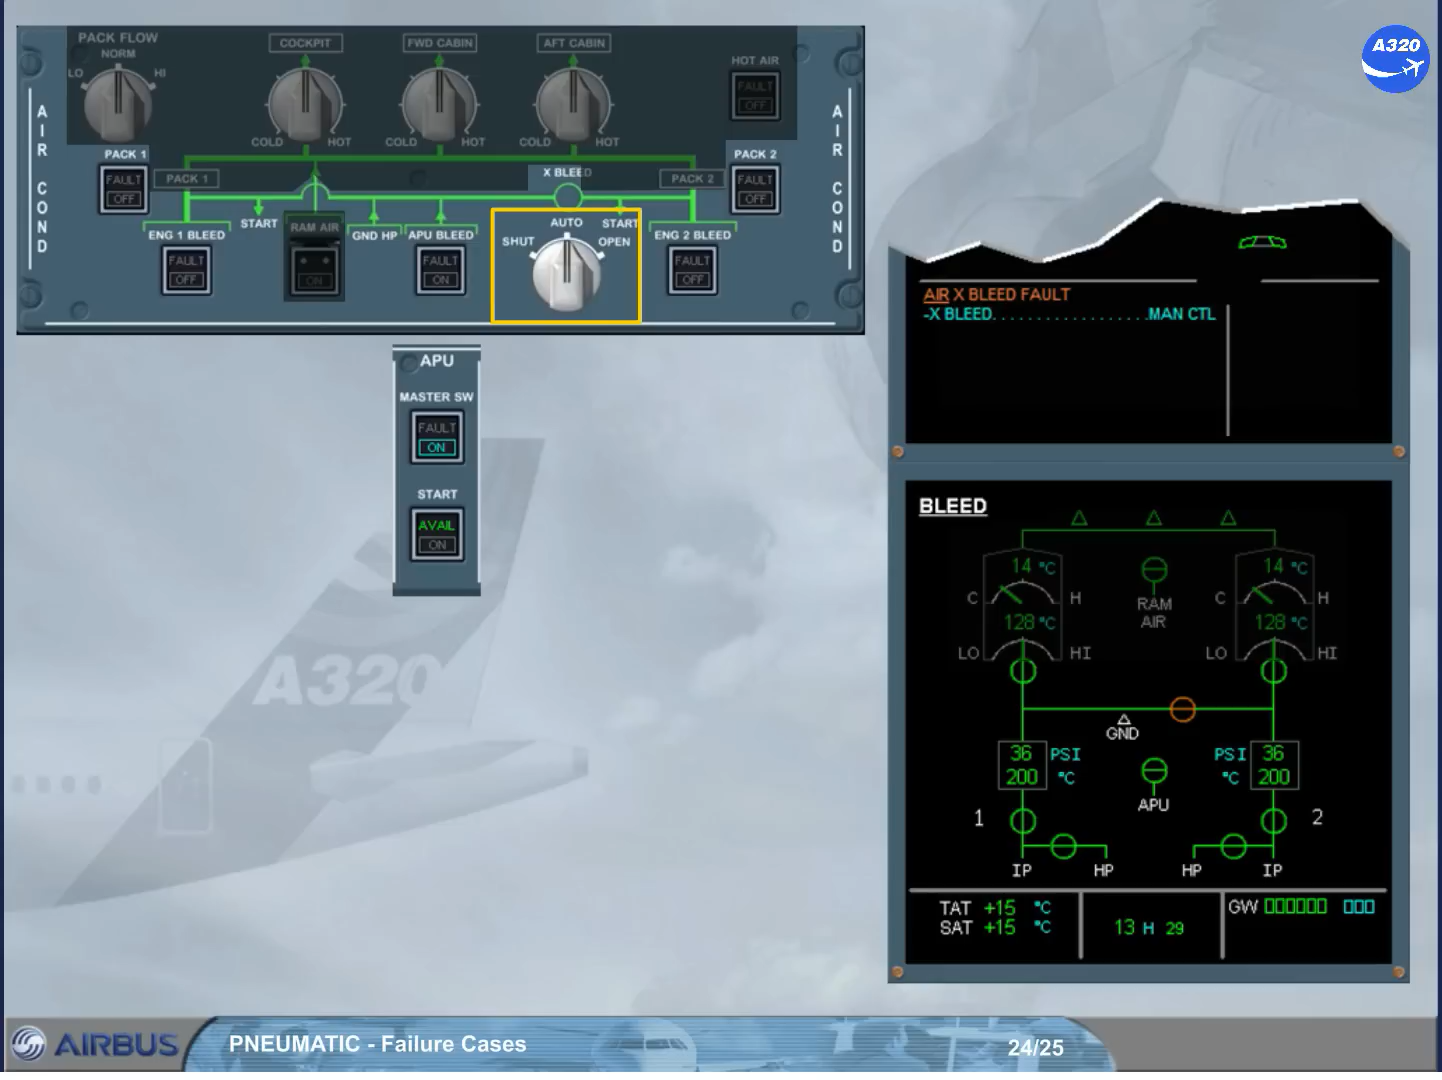 PACK FLOW
NORM
LO
HI
COCKPIT
FWD CABIN
AFT CABIN
HOT AIR
FAULT
OFF
COLD HOT
COLD HOT
COLD HOT
AIR COND
AIR COND
PACK 1
FAULT
OFF
PACK 1
X BLEED
PACK 2
PACK 2
FAULT
OFF
ENG 1 BLEED
FAULT
OFF
START
RAM AIR
ON
GND HP
APU BLEED
FAULT
ON
AUTO
SHUT
OPEN
START
ENG 2 BLEED
FAULT
OFF
APU
MASTER SW
FAULT
ON
START
AVAIL
ON
A320
A320
AIR X BLEED FAULT
-X BLEED.................MAN CTL
BLEED
14 °C
14 °C
C H
C H
RAM
AIR
128 °C
128 °C
LO HI
LO HI
GND
36 PSI
200 °C
PSI 36
°C 200
APU
1
2
IP HP
HP IP
TAT +15 °C
SAT +15 °C
13 H 29
GW
AIRBUS
PNEUMATIC - Failure Cases
24/25